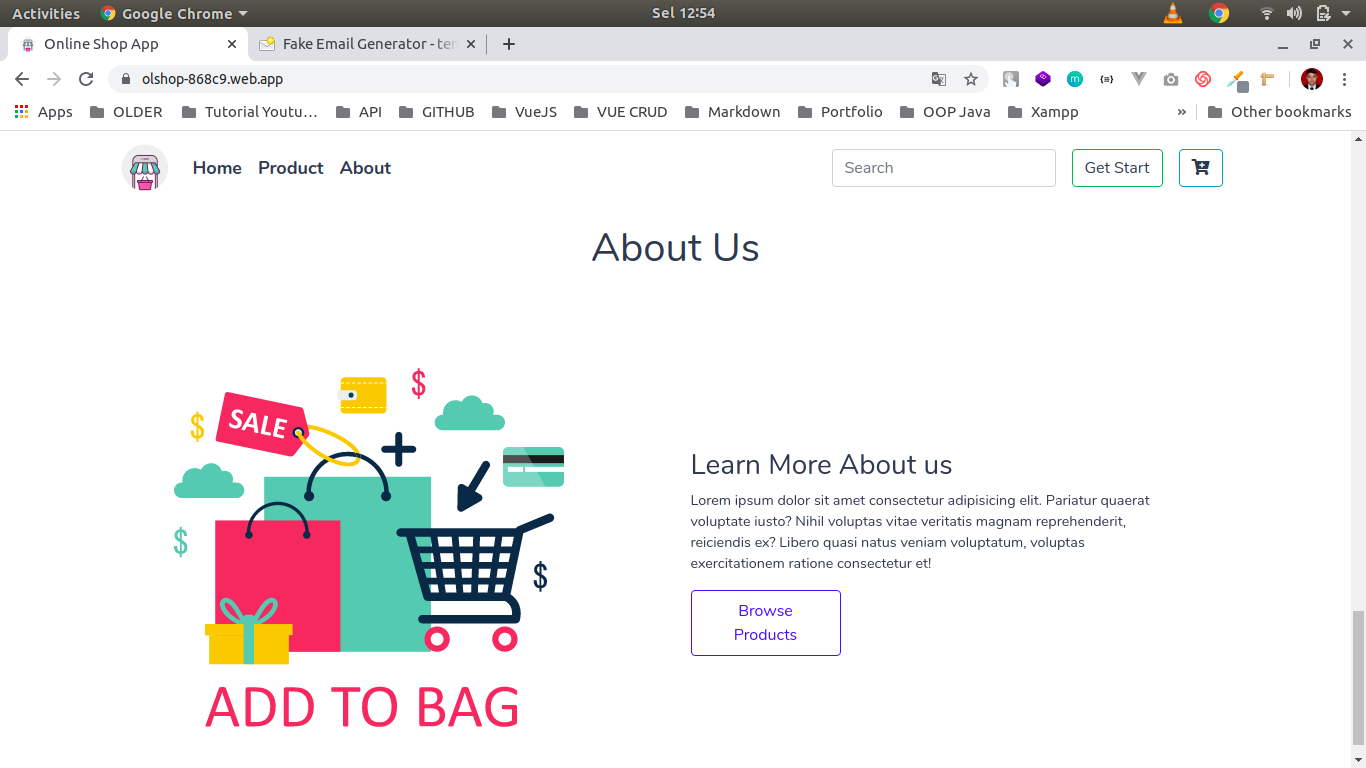 Activities Google Chrome Sel 12:54
Online Shop App Fake Email Generator - ten
olshop-868c9.web.app
Apps OLDER Tutorial Youtu… API GITHUB VueJS VUE CRUD Markdown Portfolio OOP Java Xampp » Other bookmarks
Home Product About Search Get Start
About Us
$
SALE
$
$
$
Learn More About us
Lorem ipsum dolor sit amet consectetur adipisicing elit. Pariatur quaerat
voluptate iusto? Nihil voluptas vitae veritatis magnam reprehenderit,
reiciendis ex? Libero quasi natus veniam voluptatum, voluptas
exercitationem ratione consectetur et!
Browse
Products
ADD TO BAG